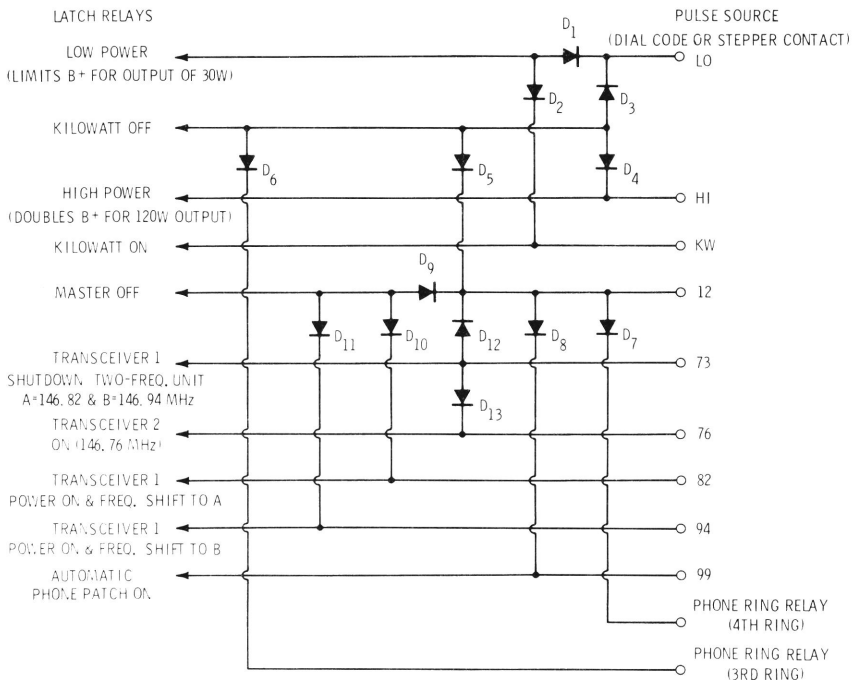 LATCH RELAYS
PULSE SOURCE
(DIAL CODE OR STEPPER CONTACT)
LOW POWER
(LIMITS B+ FOR OUTPUT OF 30W)
D1
LO
D2
D3
KILOWATT OFF
D6
D5
D4
HIGH POWER
(DOUBLES B+ FOR 120W OUTPUT)
HI
KILOWATT ON
KW
D9
MASTER OFF
12
D11
D10
D12
D8
D7
TRANSCEIVER 1
SHUTDOWN TWO-FREQ. UNIT
A=146.82 & B=146.94 MHz
73
D13
TRANSCEIVER 2
ON (146.76 MHz)
76
TRANSCEIVER 1
POWER ON & FREQ. SHIFT TO A
82
TRANSCEIVER 1
POWER ON & FREQ. SHIFT TO B
94
AUTOMATIC
PHONE PATCH ON
99
PHONE RING RELAY
(4TH RING)
PHONE RING RELAY
(3RD RING)